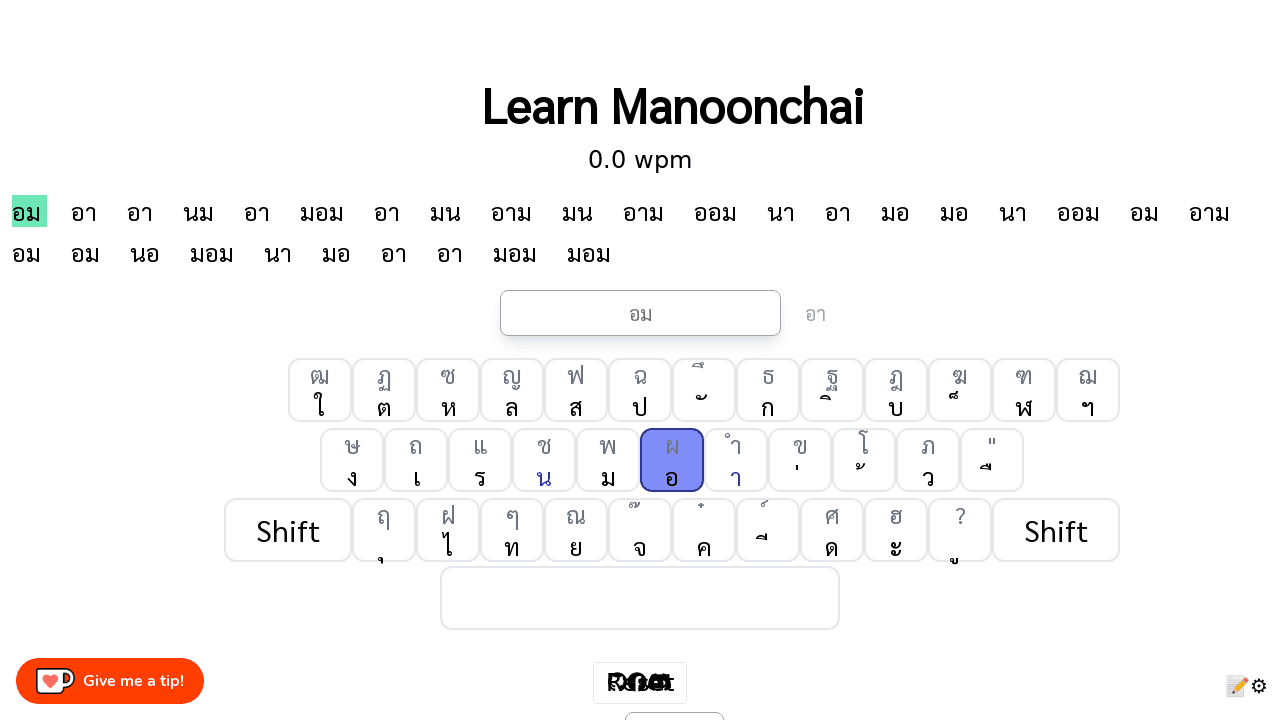 Learn Manoonchai
0.0 wpm
อม อา อา นม อา มอม อา มน อาม มน อาม ออม นา อา มอ มอ นา ออม อม อาม
อม อม นอ มอม นา มอ อา อา มอม มอม
อม อา
ฒ ฏ ซ ญ ฟ ฉ ึ ธ ฐ ฎ ฆ ฑ ฌ
ใ ต ห ล ส ป ั ก ิ บ ็ ฬ ฯ
ษ ถ แ ช พ ผ ำ ข โ ภ "
ง เ ร น ม อ า ่ ้ ว ื
Shift ฤ ฝ ๆ ณ ๊ ๋ ์ ศ ฮ ? Shift
ุ ไ ท ย จ ค ี ด ะ ู
Give me a tip!
Reset